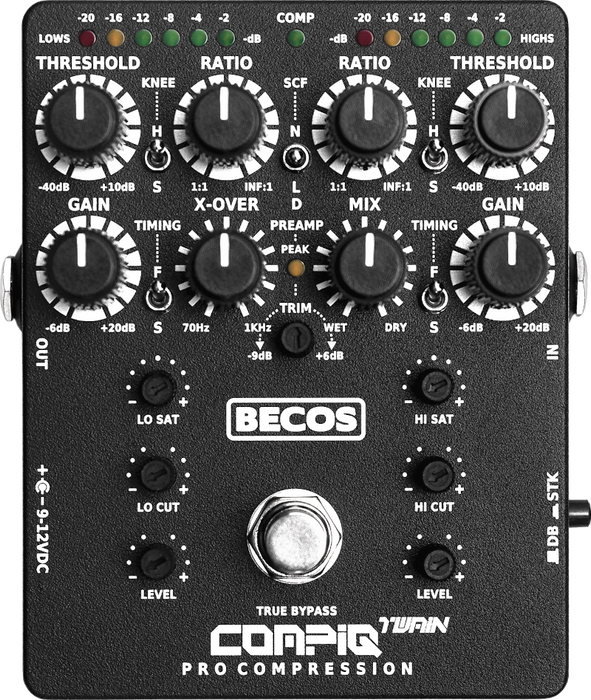 -20 -16 -12 -8 -4 -2 COMP -20 -16 -12 -8 -4 -2
LOWS -dB -dB HIGHS
THRESHOLD RATIO RATIO THRESHOLD
KNEE SCF KNEE
H N H
S L S
-40dB +10dB 1:1 INF:1 D 1:1 INF:1 -40dB +10dB
GAIN X-OVER MIX GAIN
TIMING PREAMP TIMING
PEAK
F F
S S
TRIM
-6dB +20dB 70Hz 1KHz WET DRY -6dB +20dB
-9dB +6dB
OUT IN
- + - +
LO SAT HI SAT
BECOS
- + - +
LO CUT HI CUT
+ - 9-12VDC
DB STK
- + - +
LEVEL LEVEL
TRUE BYPASS
COMPIQ TWAIN
PRO COMPRESSION